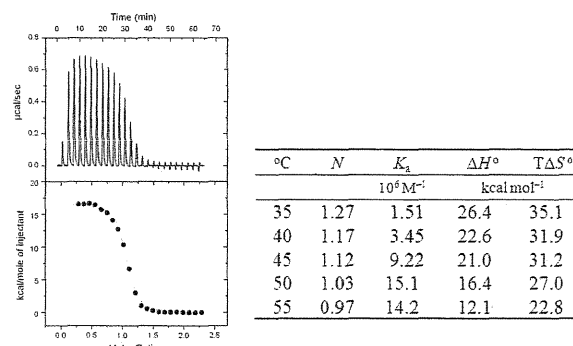 Time (min)
0 10 20 30 40 50 60 70
0.8
0.6
0.4
0.2
0.0
µcal/sec
20
15
10
5
0
kcal/mole of injectant
0.0 0.5 1.0 1.5 2.0 2.5
°C N Kₐ ΔH° TΔS°
10⁶ M⁻¹ kcal mol⁻¹
35 1.27 1.51 26.4 35.1
40 1.17 3.45 22.6 31.9
45 1.12 9.22 21.0 31.2
50 1.03 15.1 16.4 27.0
55 0.97 14.2 12.1 22.8